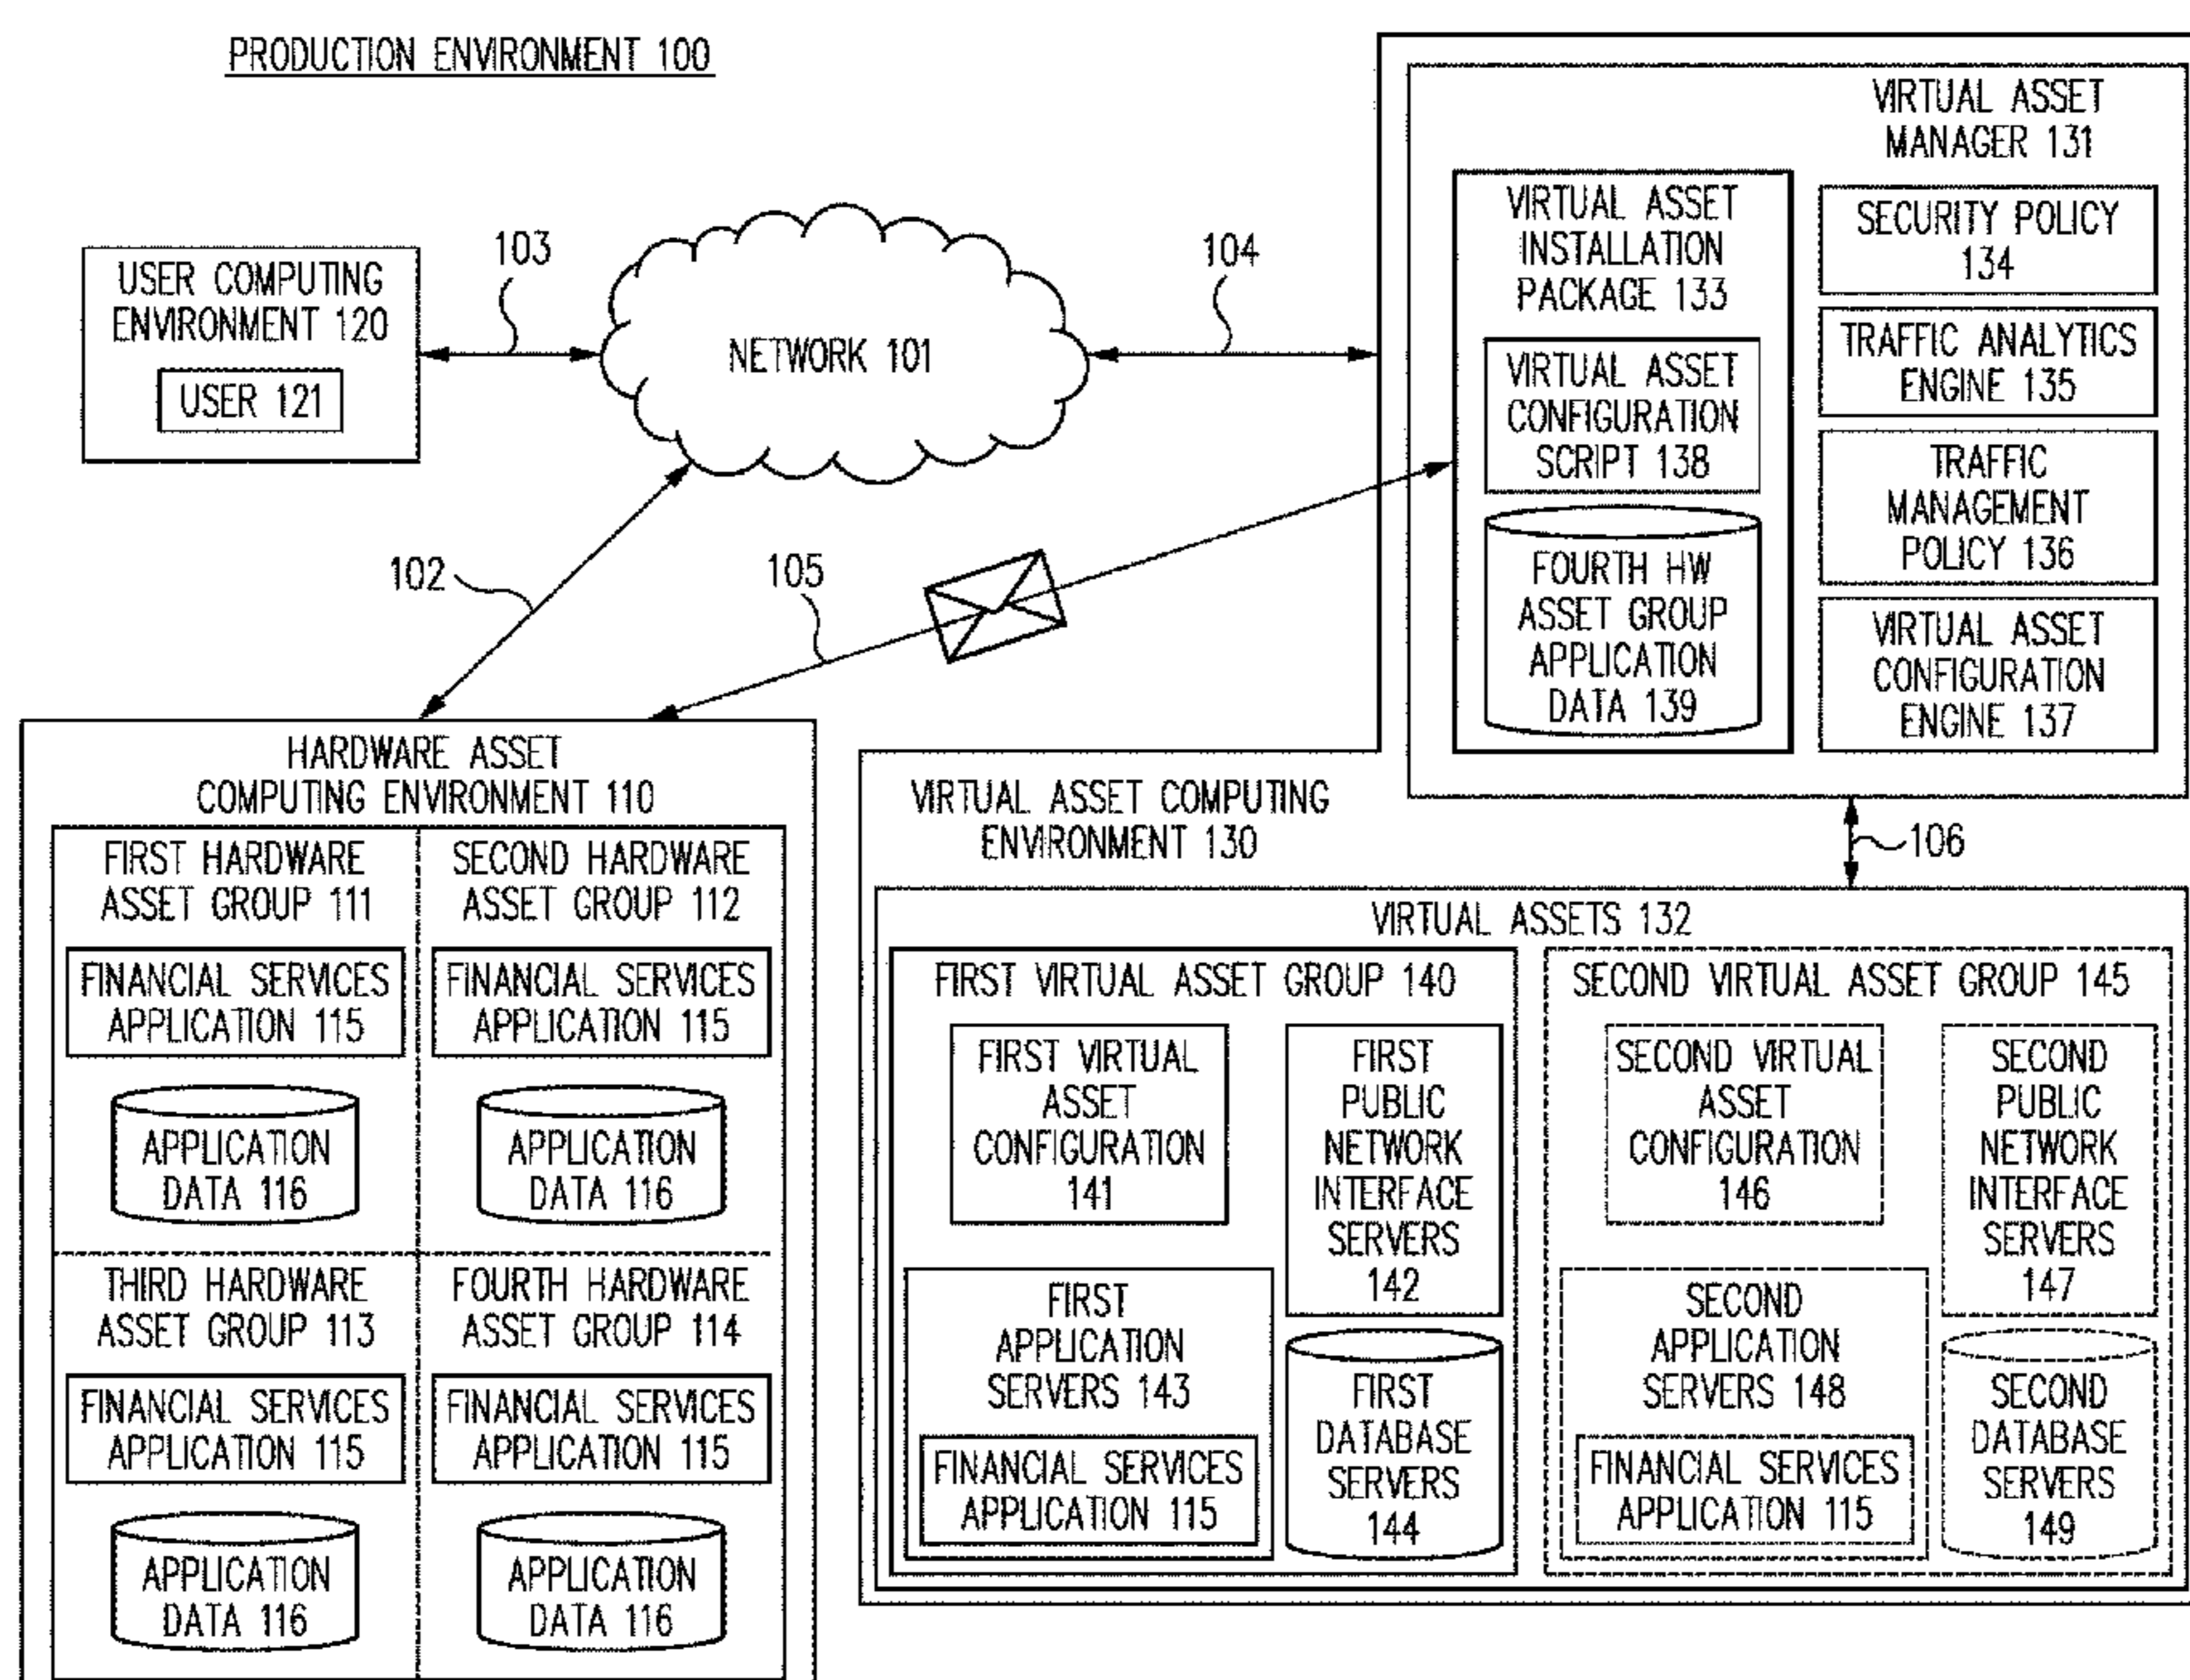 PRODUCTION ENVIRONMENT 100
USER COMPUTING
ENVIRONMENT 120
USER 121
103
NETWORK 101
104
102
105
VIRTUAL ASSET
MANAGER 131
VIRTUAL ASSET
INSTALLATION
PACKAGE 133
VIRTUAL ASSET
CONFIGURATION
SCRIPT 138
FOURTH HW
ASSET GROUP
APPLICATION
DATA 139
SECURITY POLICY
134
TRAFFIC ANALYTICS
ENGINE 135
TRAFFIC
MANAGEMENT
POLICY 136
VIRTUAL ASSET
CONFIGURATION
ENGINE 137
HARDWARE ASSET
COMPUTING ENVIRONMENT 110
FIRST HARDWARE
ASSET GROUP 111
FINANCIAL SERVICES
APPLICATION 115
APPLICATION
DATA 116
SECOND HARDWARE
ASSET GROUP 112
FINANCIAL SERVICES
APPLICATION 115
APPLICATION
DATA 116
THIRD HARDWARE
ASSET GROUP 113
FINANCIAL SERVICES
APPLICATION 115
APPLICATION
DATA 116
FOURTH HARDWARE
ASSET GROUP 114
FINANCIAL SERVICES
APPLICATION 115
APPLICATION
DATA 116
VIRTUAL ASSET COMPUTING
ENVIRONMENT 130
106
VIRTUAL ASSETS 132
FIRST VIRTUAL ASSET GROUP 140
FIRST VIRTUAL
ASSET
CONFIGURATION
141
FIRST
PUBLIC
NETWORK
INTERFACE
SERVERS
142
FIRST
APPLICATION
SERVERS 143
FINANCIAL SERVICES
APPLICATION 115
FIRST
DATABASE
SERVERS
144
SECOND VIRTUAL ASSET GROUP 145
SECOND VIRTUAL
ASSET
CONFIGURATION
146
SECOND
PUBLIC
NETWORK
INTERFACE
SERVERS
147
SECOND
APPLICATION
SERVERS 148
FINANCIAL SERVICES
APPLICATION 115
SECOND
DATABASE
SERVERS
149